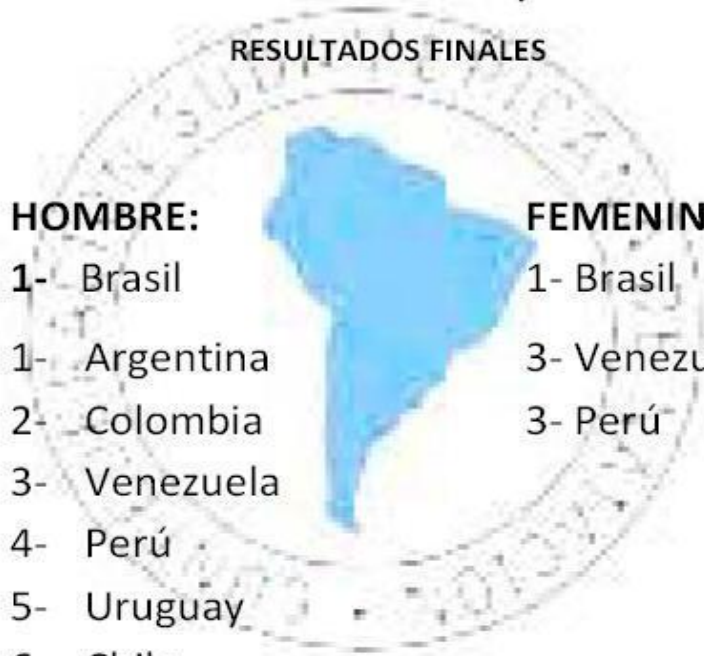 RESULTADOS FINALES
HOMBRE:
1- Brasil
1- Argentina
2- Colombia
3- Venezuela
4- Perú
5- Uruguay
FEMENIN
1- Brasil
3- Venezu
3- Perú